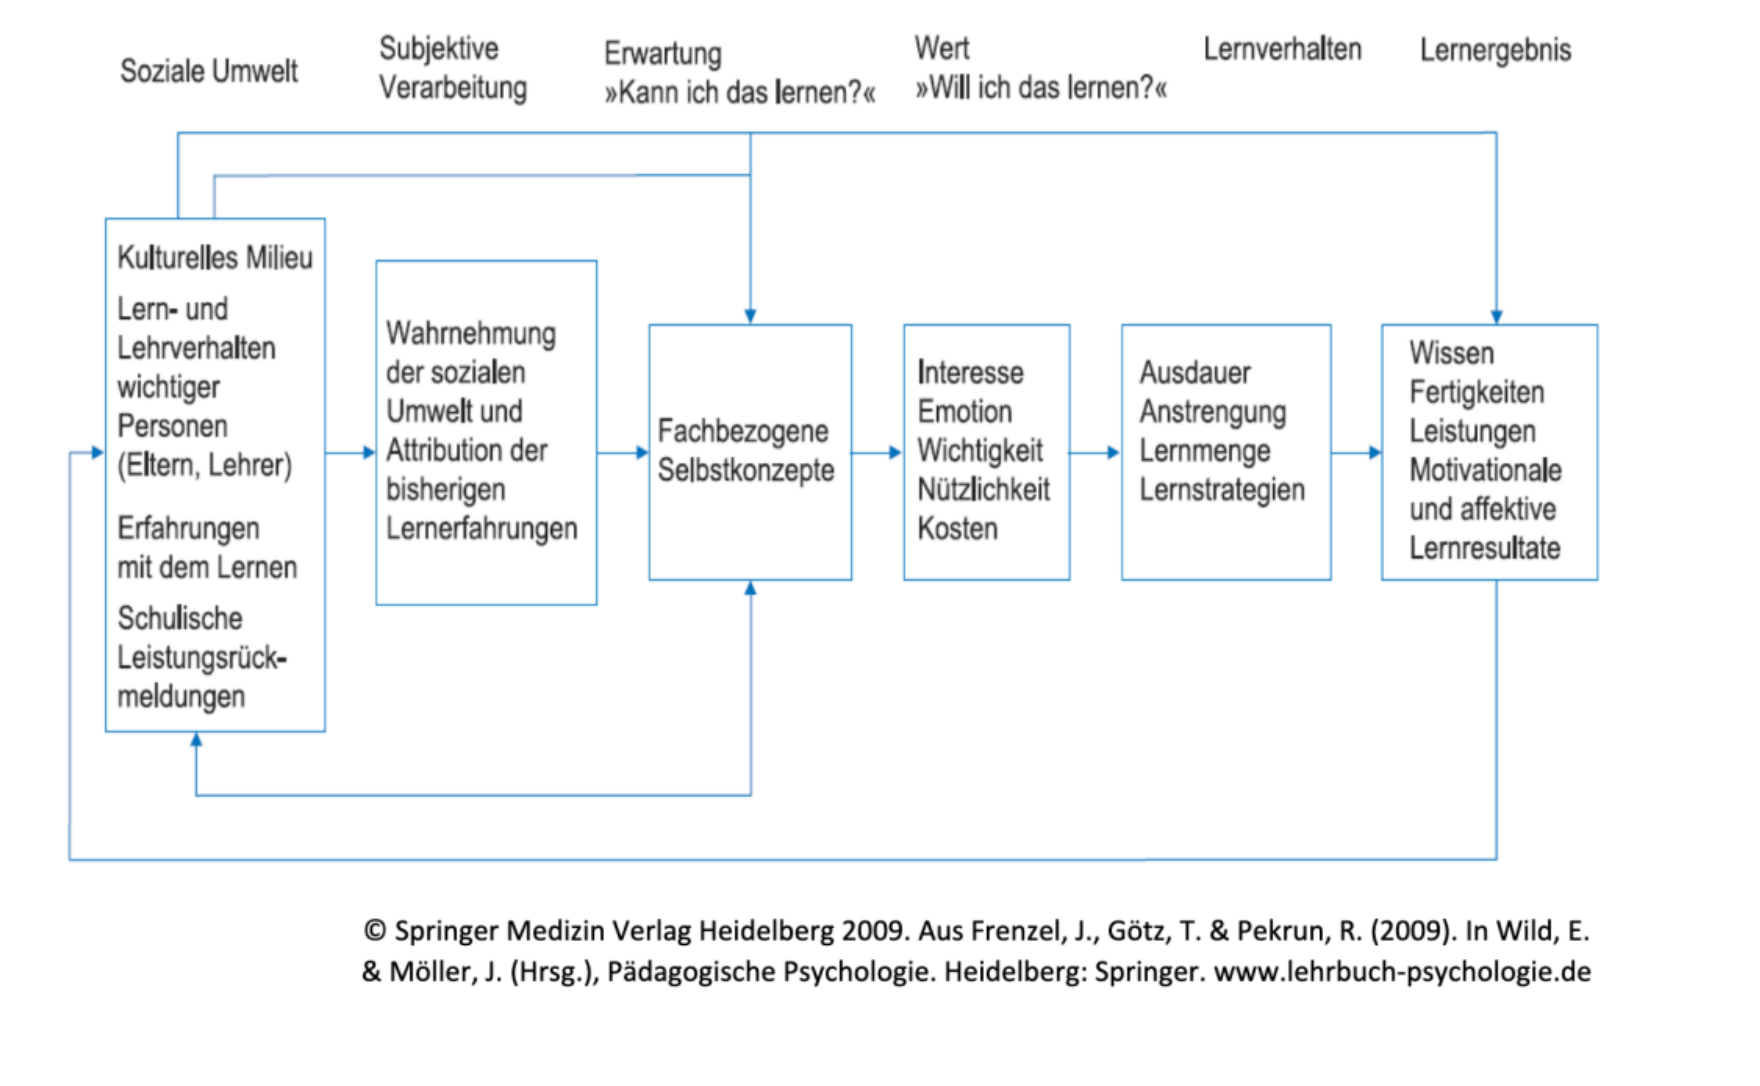 Soziale Umwelt
Subjektive
Verarbeitung
Erwartung
»Kann ich das lernen?«
Wert
»Will ich das lernen?«
Lernverhalten
Lernergebnis
Kulturelles Milieu
Lern- und
Lehrverhalten
wichtiger
Personen
(Eltern, Lehrer)
Erfahrungen
mit dem Lernen
Schulische
Leistungsrück-
meldungen
Wahrnehmung
der sozialen
Umwelt und
Attribution der
bisherigen
Lernerfahrungen
Fachbezogene
Selbstkonzepte
Interesse
Emotion
Wichtigkeit
Nützlichkeit
Kosten
Ausdauer
Anstrengung
Lernmenge
Lernstrategien
Wissen
Fertigkeiten
Leistungen
Motivationale
und affektive
Lernresultate
© Springer Medizin Verlag Heidelberg 2009. Aus Frenzel, J., Götz, T. & Pekrun, R. (2009). In Wild, E.
& Möller, J. (Hrsg.), Pädagogische Psychologie. Heidelberg: Springer. www.lehrbuch-psychologie.de